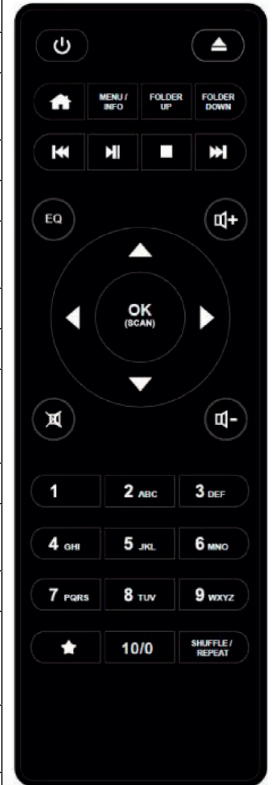 MENU / INFO
FOLDER UP
FOLDER DOWN
EQ
+
OK
(SCAN)
-
1
2 ABC
3 DEF
4 GHI
5 JKL
6 MNO
7 PQRS
8 TUV
9 WXYZ
10/0
SHUFFLE / REPEAT